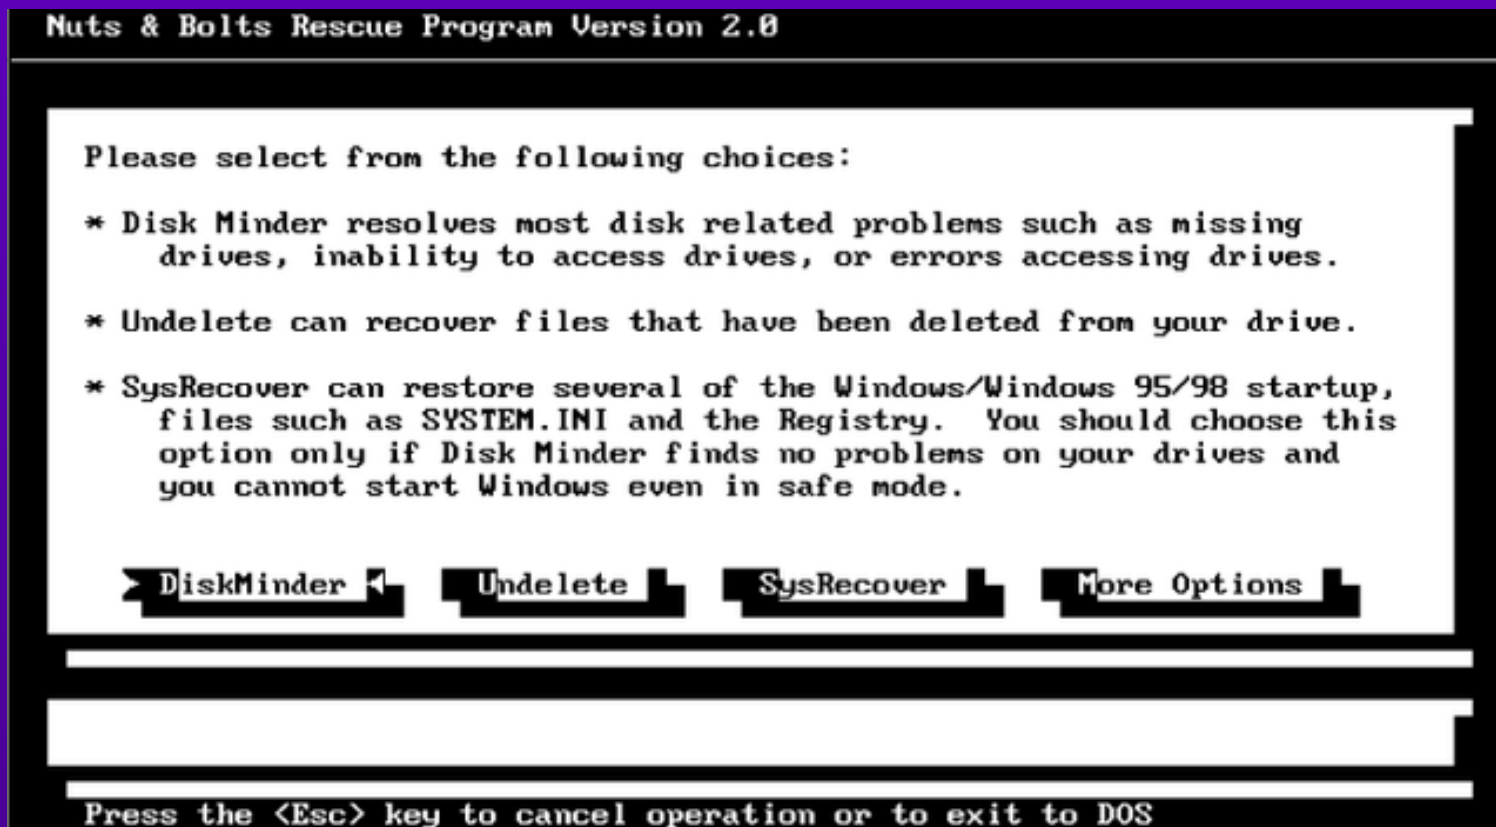 Nuts & Bolts Rescue Program Version 2.0
Please select from the following choices:
* Disk Minder resolves most disk related problems such as missing
drives, inability to access drives, or errors accessing drives.
* Undelete can recover files that have been deleted from your drive.
* SysRecover can restore several of the Windows/Windows 95/98 startup,
files such as SYSTEM.INI and the Registry.  You should choose this
option only if Disk Minder finds no problems on your drives and
you cannot start Windows even in safe mode.
DiskMinder Undelete SysRecover More Options
Press the <Esc> key to cancel operation or to exit to DOS